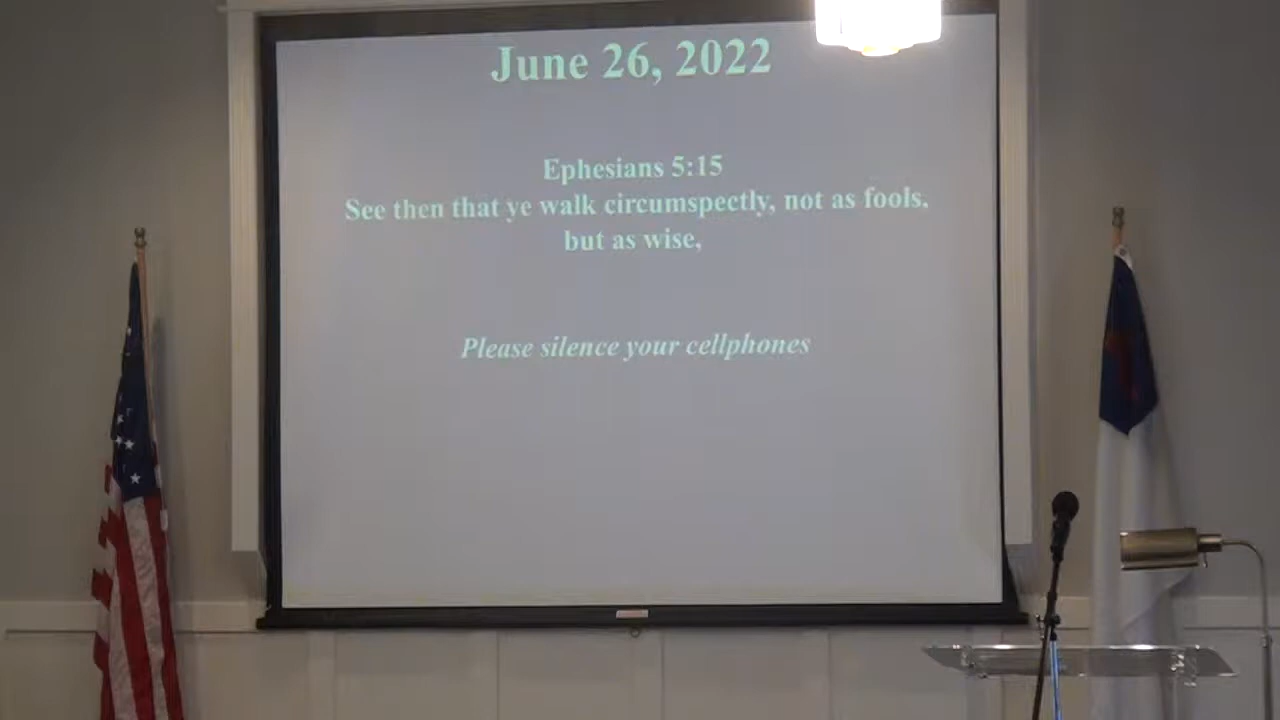 June 26, 2022
Ephesians 5:15
See then that ye walk circumspectly, not as fools,
but as wise,
Please silence your cellphones